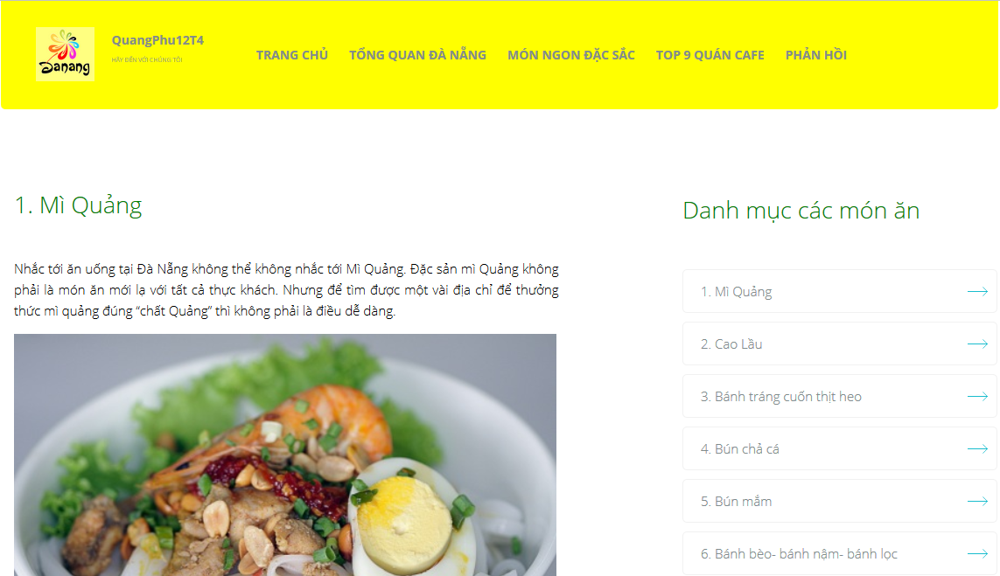 Danang
QuangPhu12T4
HÃY ĐẾN VỚI CHÚNG TÔI
TRANG CHỦ
TỔNG QUAN ĐÀ NẴNG
MÓN NGON ĐẶC SẮC
TOP 9 QUÁN CAFE
PHẢN HỒI
1. Mì Quảng
Nhắc tới ăn uống tại Đà Nẵng không thể không nhắc tới Mì Quảng. Đặc sản mì Quảng không
phải là món ăn mới lạ với tất cả thực khách. Nhưng để tìm được một vài địa chỉ để thưởng
thức mì quảng đúng “chất Quảng” thì không phải là điều dễ dàng.
Danh mục các món ăn
1. Mì Quảng
2. Cao Lầu
3. Bánh tráng cuốn thịt heo
4. Bún chả cá
5. Bún mắm
6. Bánh bèo- bánh nậm- bánh lọc